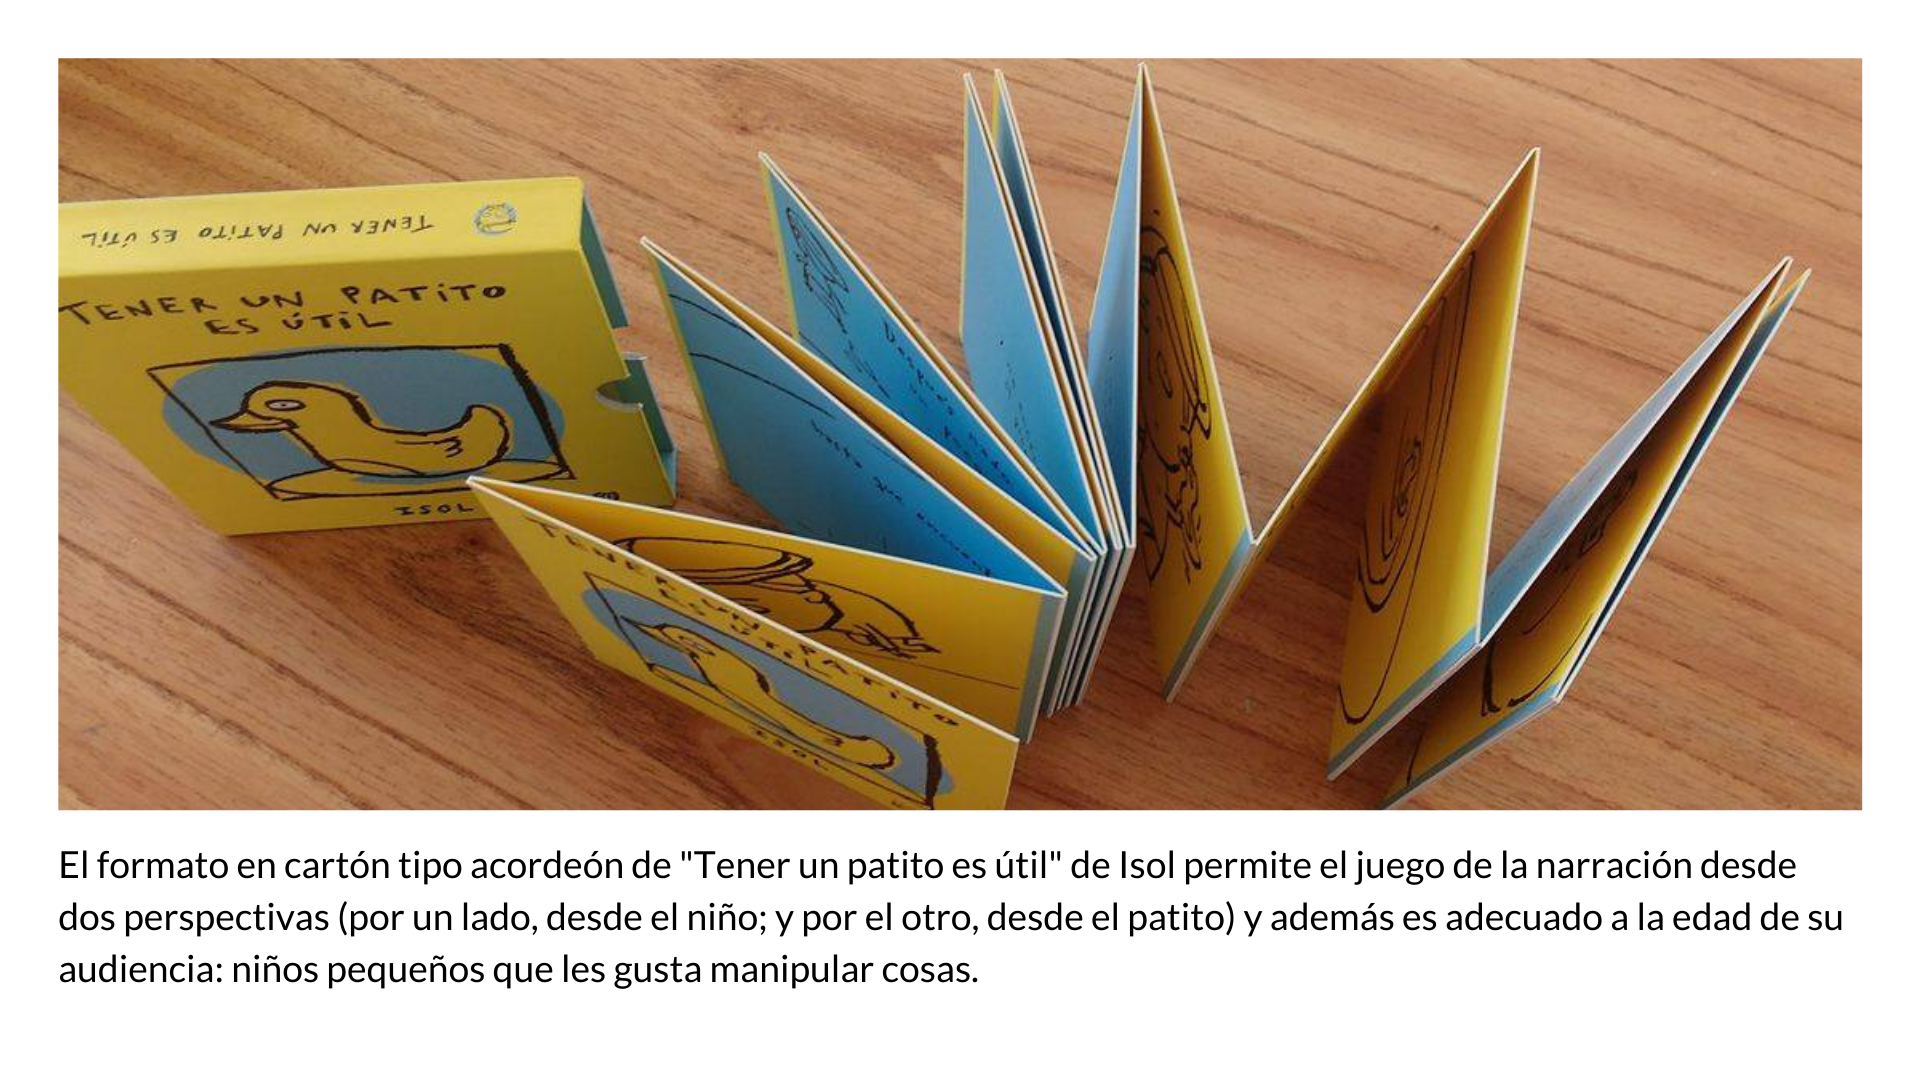 TENER UN PATITO ES ÚTIL
TENER UN PATITO
ES ÚTIL
ISOL
Después
hasta que
TENER UN PATITO
ES ÚTIL
ISOL
El formato en cartón tipo acordeón de "Tener un patito es útil" de Isol permite el juego de la narración desde
dos perspectivas (por un lado, desde el niño; y por el otro, desde el patito) y además es adecuado a la edad de su
audiencia: niños pequeños que les gusta manipular cosas.